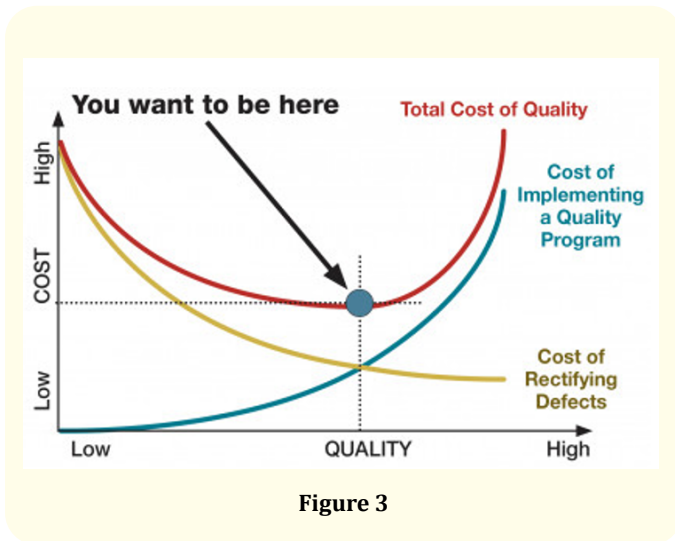 You want to be here
Total Cost of Quality
Cost of
Implementing
a Quality
Program
Cost of
Rectifying
Defects
High
COST
Low
Low
QUALITY
High
Figure 3